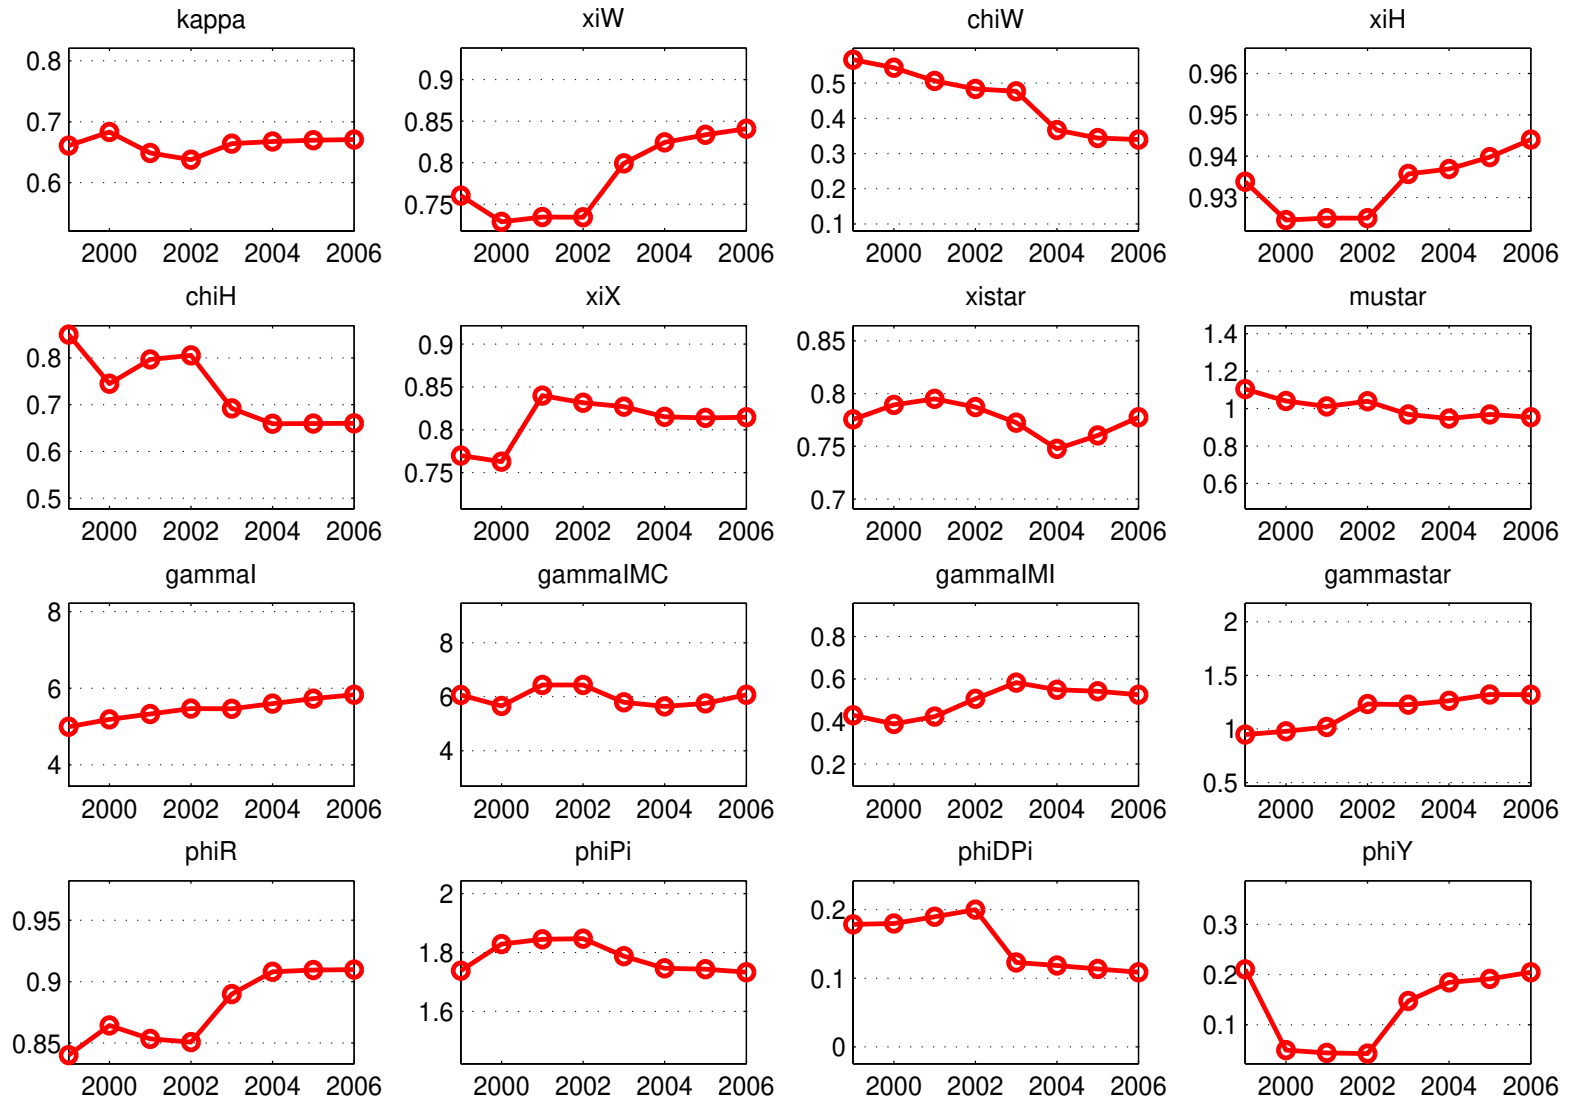 kappa xiW chiW xiH
0.8 0.9 0.5 0.96
0.7 0.85 0.4 0.95
0.6 0.8 0.3 0.94
0.75 0.2 0.93
0.1
2000 2002 2004 2006 2000 2002 2004 2006 2000 2002 2004 2006 2000 2002 2004 2006
chiH xiX xistar mustar
0.8 0.9 0.85 1.4
0.7 0.85 0.8 1.2
0.6 0.8 0.75 1
0.5 0.75 0.7 0.8
0.6
2000 2002 2004 2006 2000 2002 2004 2006 2000 2002 2004 2006 2000 2002 2004 2006
gammaI gammaIMC gammaIMI gammastar
8 8 0.8 2
6 6 0.6 1.5
4 4 0.4 1
0.2 0.5
2000 2002 2004 2006 2000 2002 2004 2006 2000 2002 2004 2006 2000 2002 2004 2006
phiR phiPi phiDPi phiY
0.95 2 0.2 0.3
0.9 1.8 0.1 0.2
0.85 1.6 0 0.1
2000 2002 2004 2006 2000 2002 2004 2006 2000 2002 2004 2006 2000 2002 2004 2006